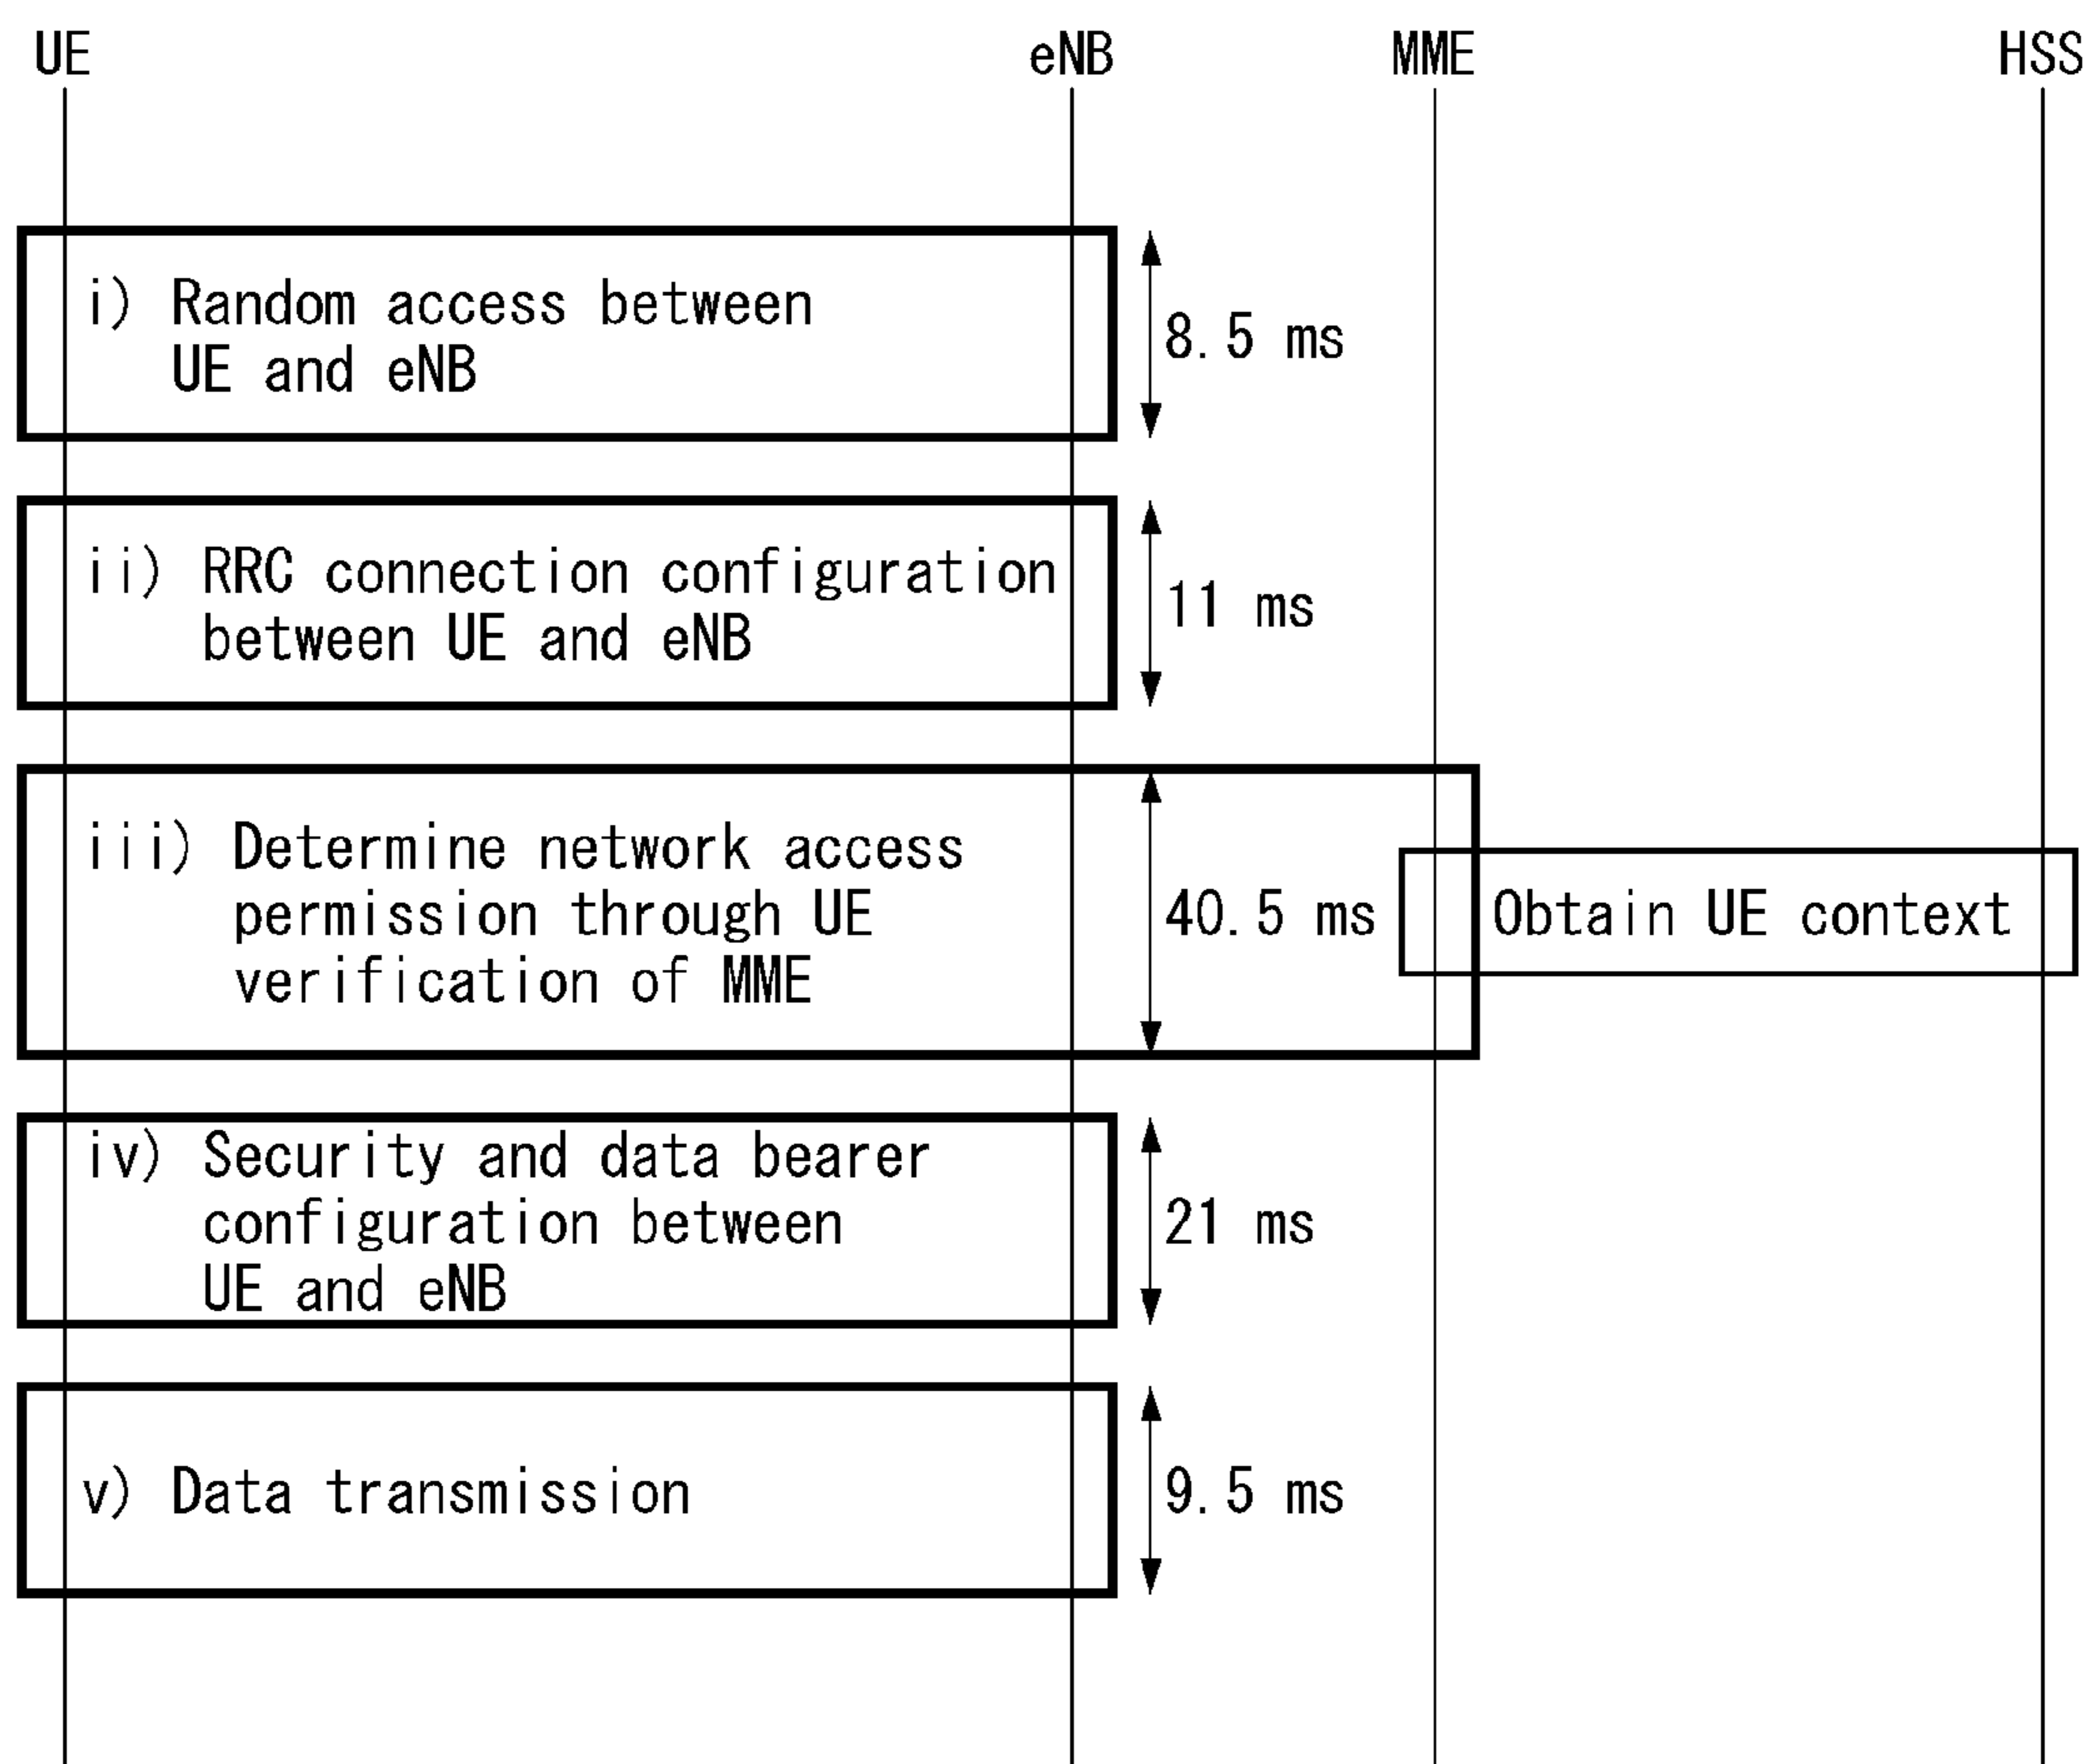 UE eNB MME HSS
i) Random access between
UE and eNB
8.5 ms
ii) RRC connection configuration
between UE and eNB
11 ms
iii) Determine network access
permission through UE
verification of MME
40.5 ms
Obtain UE context
iv) Security and data bearer
configuration between
UE and eNB
21 ms
v) Data transmission
9.5 ms